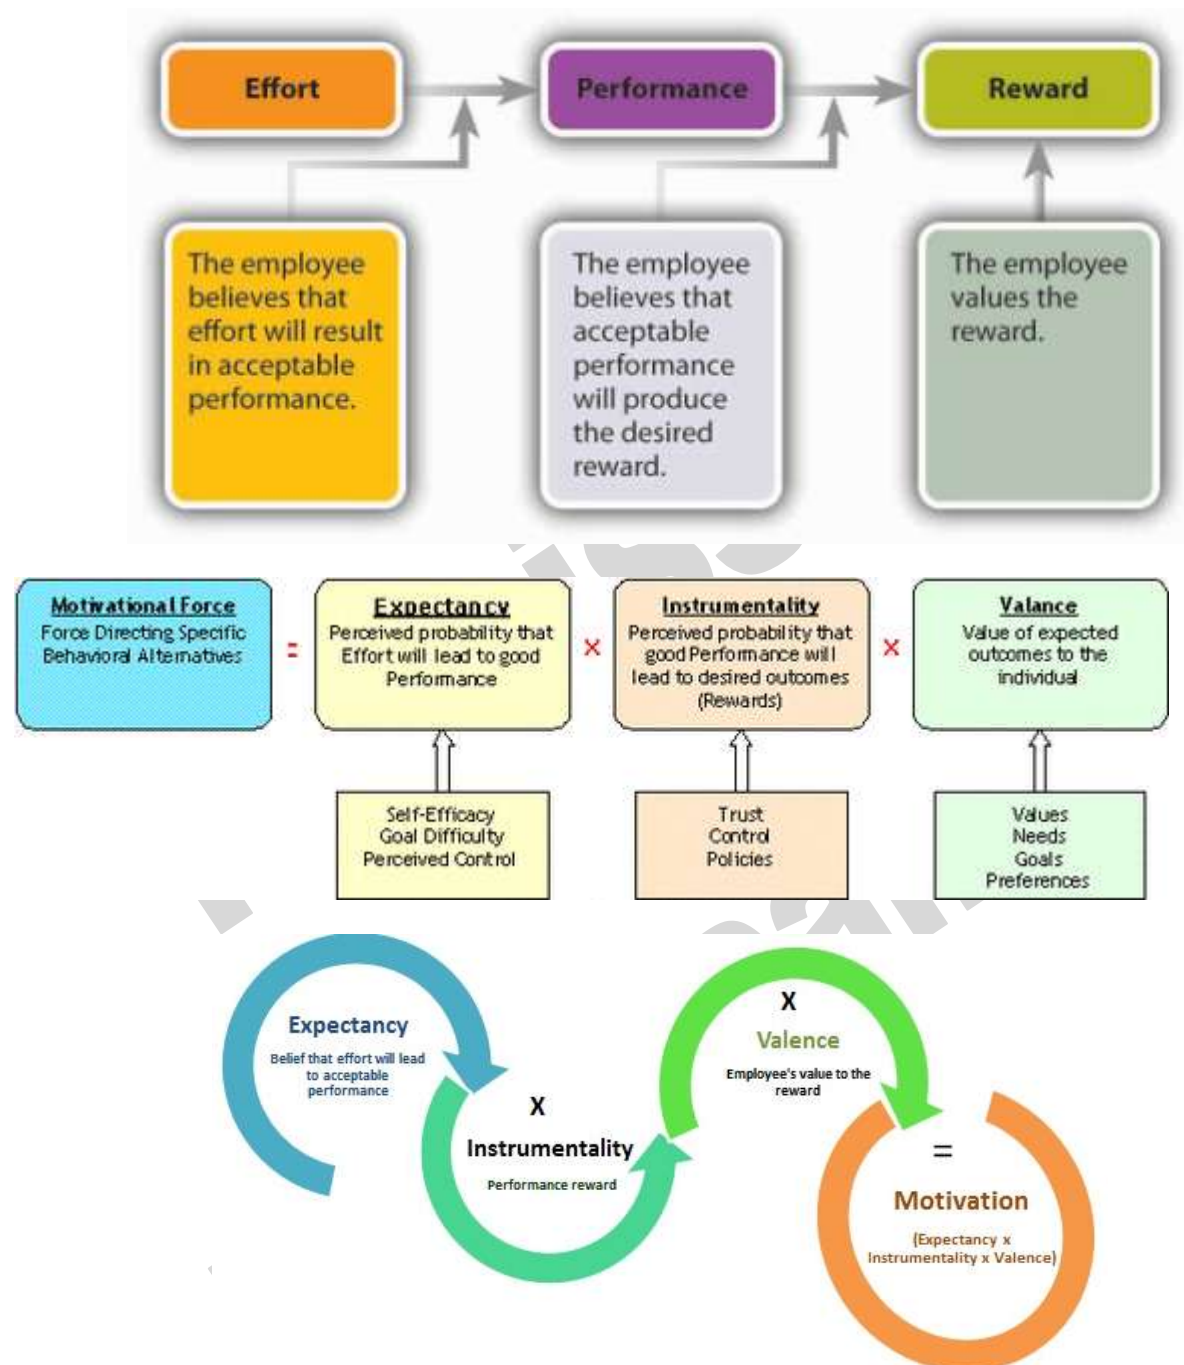 Effort
Performance
Reward
The employee
believes that
effort will result
in acceptable
performance.
The employee
believes that
acceptable
performance
will produce
the desired
reward.
The employee
values the
reward.
Motivational Force
Force Directing Specific
Behavioral Alternatives
=
Expectancy
Perceived probability that
Effort will lead to good
Performance
×
Instrumentality
Perceived probability that
good Performance will
lead to desired outcomes
(Rewards)
×
Valance
Value of expected
outcomes to the
individual
Self-Efficacy
Goal Difficulty
Perceived Control
Trust
Control
Policies
Values
Needs
Goals
Preferences
Expectancy
Belief that effort will lead
to acceptable
performance
X
Instrumentality
Performance reward
X
Valence
Employee's value to the
reward
=
Motivation
(Expectancy x
Instrumentality x Valence)